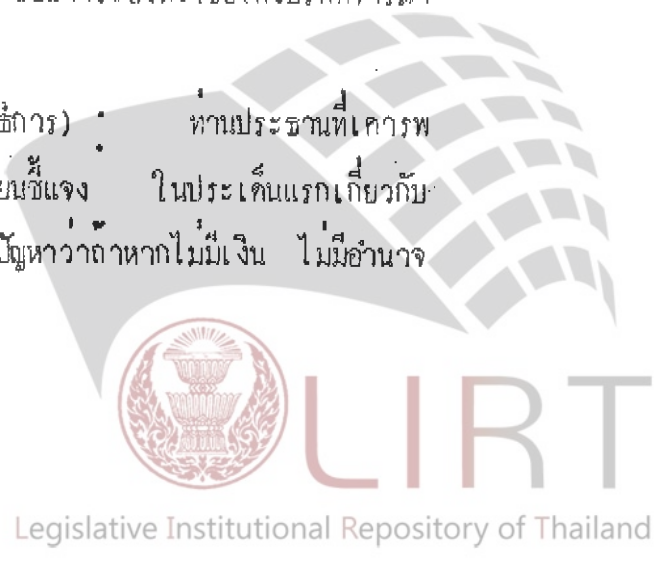 ธิการ) : ท่านประธานที่เคารพ
ยนชี้แจง ในประเด็นแรกเกี่ยวกับ
ปัญหาว่าถ้าหากไม่มีเงิน ไม่มีอำนาจ
LIRT
Legislative Institutional Repository of Thailand